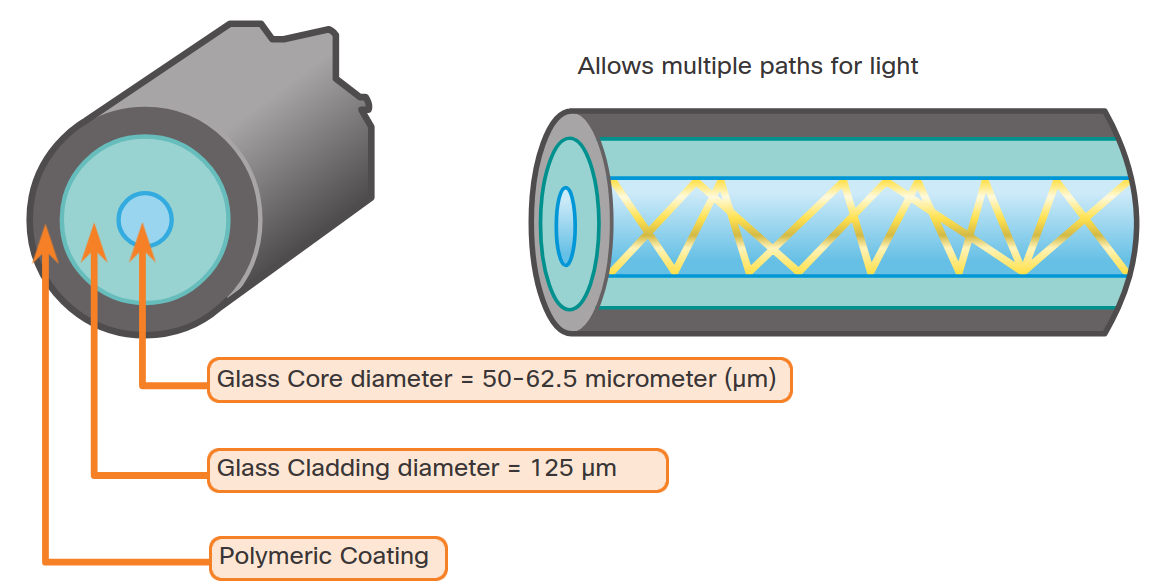 Allows multiple paths for light
Glass Core diameter = 50-62.5 micrometer (µm)
Glass Cladding diameter = 125 µm
Polymeric Coating